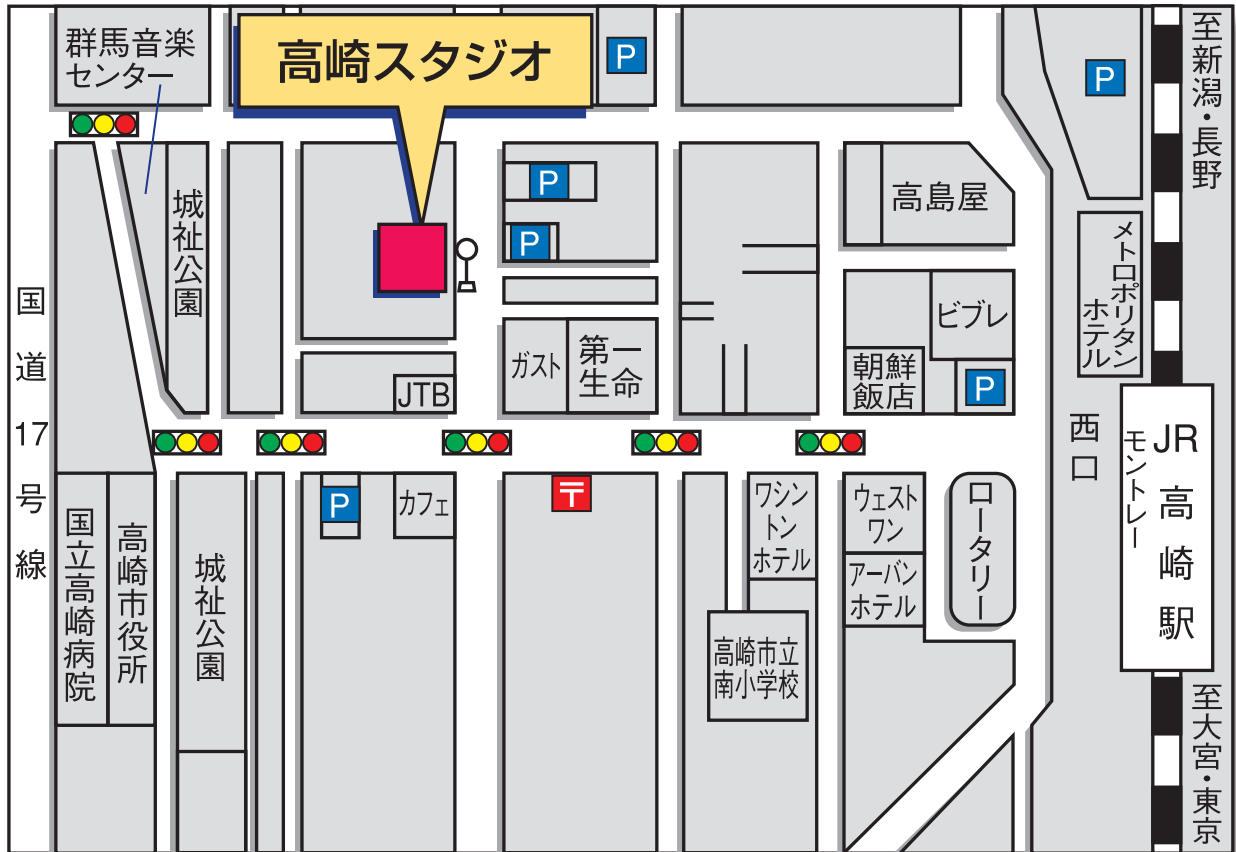 群馬音楽
センター
高崎スタジオ
P
P
至新潟・長野
城祉公園
P
P
高島屋
メトロポリタン
ホテル
国道17号線
ガスト
第一
生命
JTB
ビブレ
朝鮮
飯店
P
西口
JR高崎駅
モントレー
国立高崎病院
高崎市役所
城祉公園
P
カフェ
〒
ワシン
トン
ホテル
ウェスト
ワン
アーバン
ホテル
ロータリー
高崎市立
南小学校
至大宮・東京